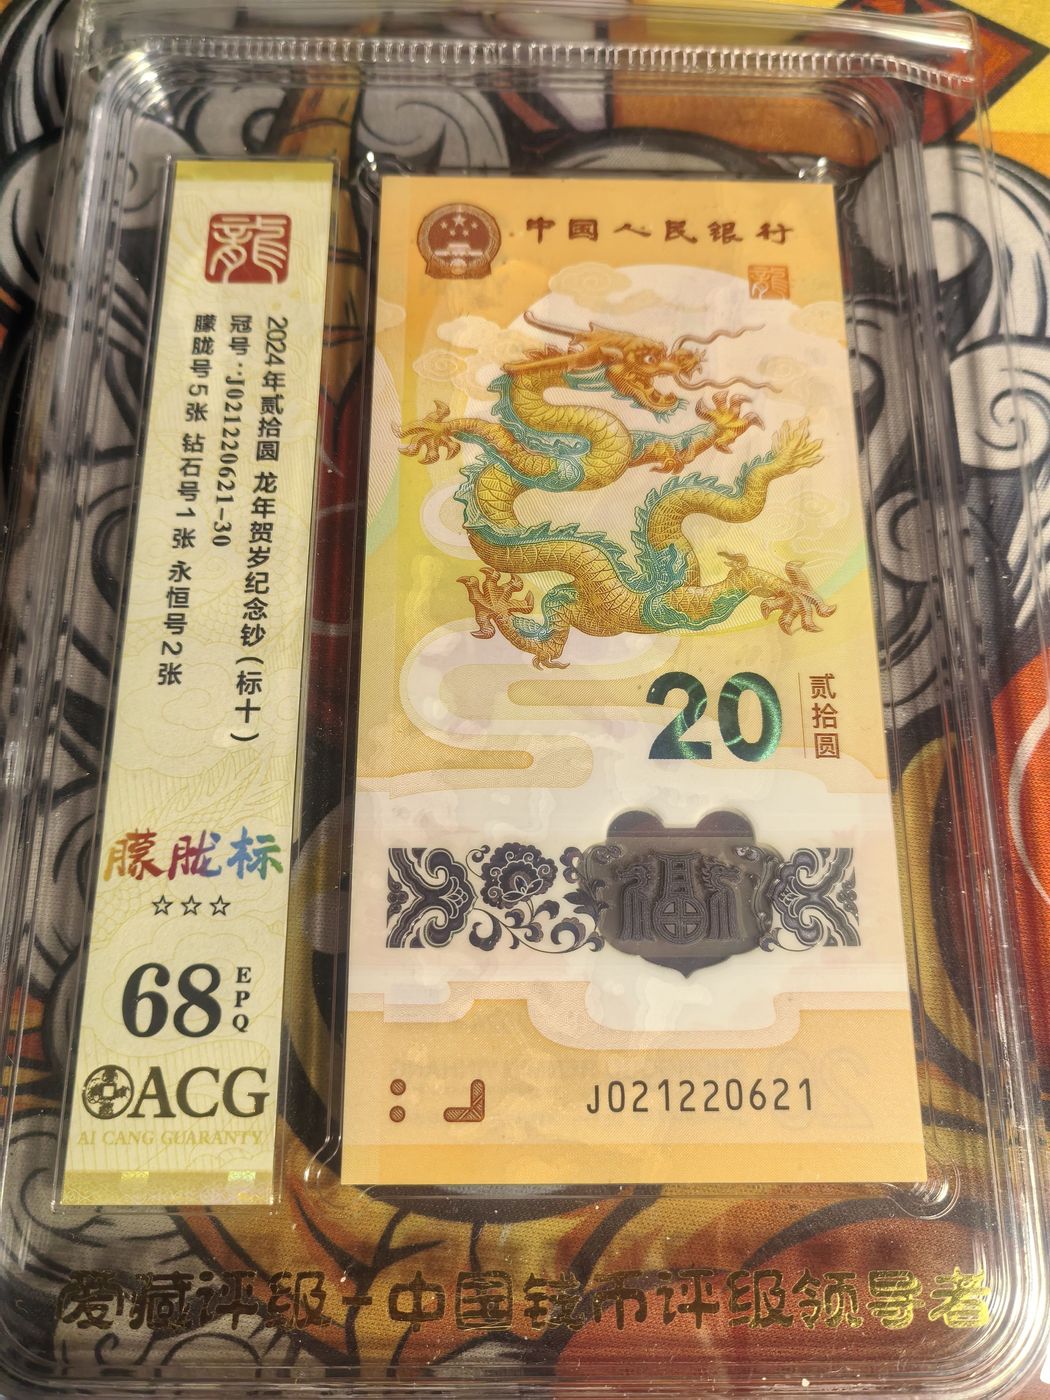 龍
2024年贰拾圆 龙年贺岁纪念钞(标十)
冠号:J021220621-30
朦胧号5张 钻石号1张 永恒号2张
朦胧标
☆☆☆
68
EPQ
ACG
AI CANG GUARANTY
中国人民银行
龍
20
贰拾圆
J021220621
爱藏评级-中国钱币评级领导者